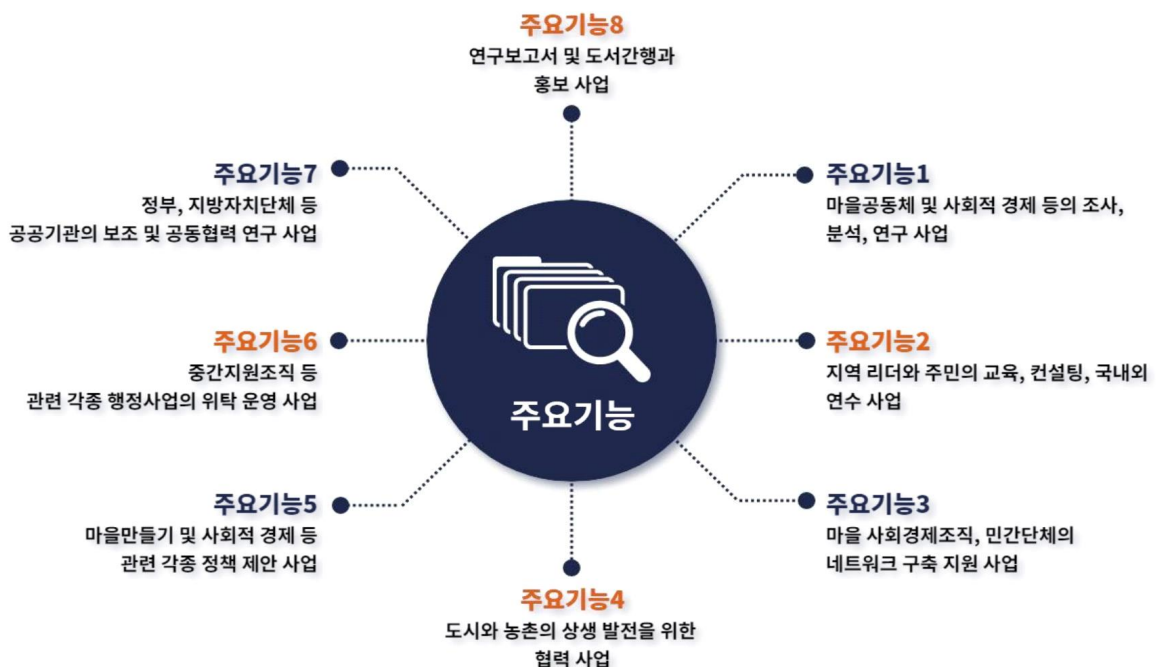 주요기능8
연구보고서 및 도서간행과
홍보 사업
주요기능7
정부, 지방자치단체 등
공공기관의 보조 및 공동협력 연구 사업
주요기능1
마을공동체 및 사회적 경제 등의 조사,
분석, 연구 사업
주요기능6
중간지원조직 등
관련 각종 행정사업의 위탁 운영 사업
주요기능
주요기능2
지역 리더와 주민의 교육, 컨설팅, 국내외
연수 사업
주요기능5
마을만들기 및 사회적 경제 등
관련 각종 정책 제안 사업
주요기능3
마을 사회경제조직, 민간단체의
네트워크 구축 지원 사업
주요기능4
도시와 농촌의 상생 발전을 위한
협력 사업